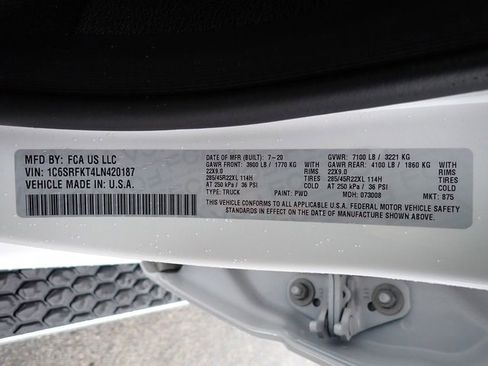 MFD BY: FCA US LLC
VIN: 1C6SRFKT4LN420187
VEHICLE MADE IN U.S.A.
DATE OF MFR (BUILT): 7-20 GVWR: 7100 LB / 3221 KG
GAWR FRONT: 3900 LB / 1770 KG GAWR REAR: 4100 LB / 1860 KG
22X9.0 RIMS 22X9.0 RIMS
285/45R22XL 114H TIRES 285/45R22XL 114H TIRES
AT 250 kPa / 36 PSI AT 250 kPa / 36 PSI
TYPE: TRUCK PAINT: PWD MDH: 073008 MKT: 875
THIS VEHICLE CONFORMS TO ALL APPLICABLE U.S.A. FEDERAL MOTOR VEHICLE SAFETY
STANDARDS IN EFFECT ON THE DATE OF MANUFACTURE SHOWN ABOVE.